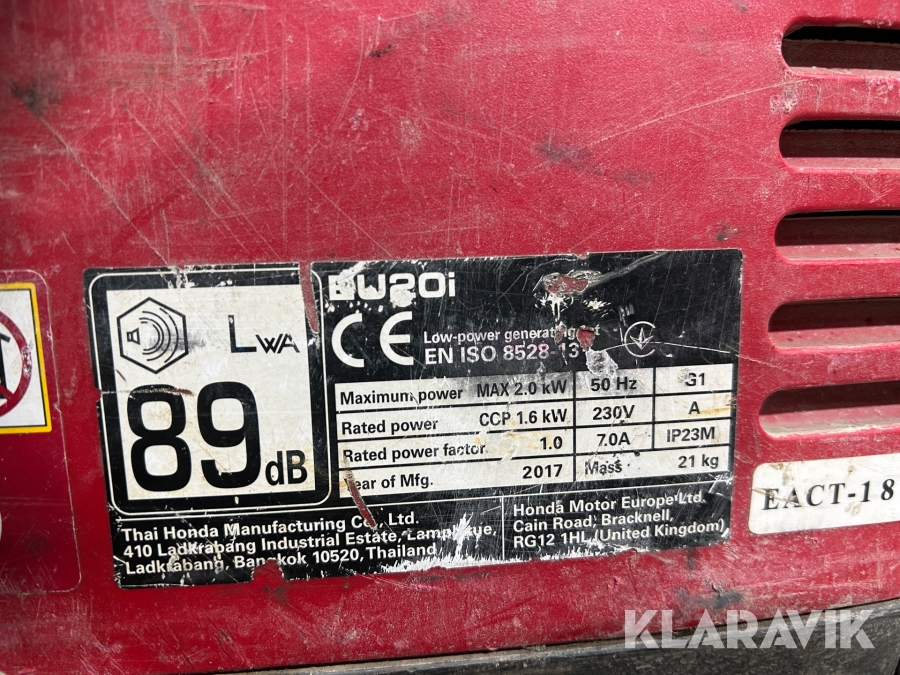 EU20i
CE
Low-power generating set
EN ISO 8528-13
LWA
89dB
Maximum power MAX 2.0 kW 50 Hz G1
Rated power CCP 1.6 kW 230V A
Rated power factor 1.0 7.0A IP23M
Year of Mfg. 2017 Mass 21 kg
Thai Honda Manufacturing Co., Ltd.
410 Ladkrabang Industrial Estate, Lamplatiue,
Ladkrabang, Bangkok 10520, Thailand
Honda Motor Europe Ltd.
Cain Road, Bracknell,
RG12 1HL (United Kingdom)
EACT-18
KLARAVIK